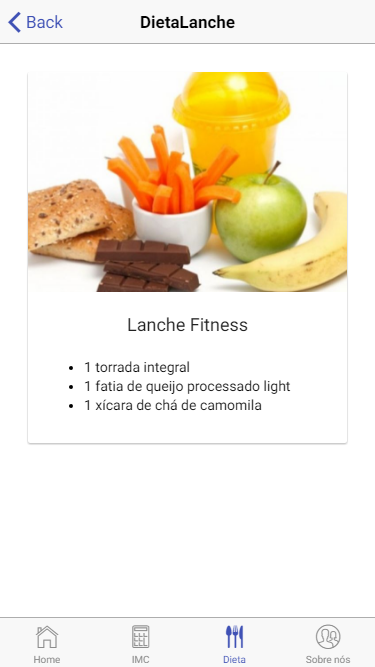 Back
DietaLanche
Lanche Fitness
1 torrada integral
1 fatia de queijo processado light
1 xícara de chá de camomila
Home
IMC
Dieta
Sobre nós